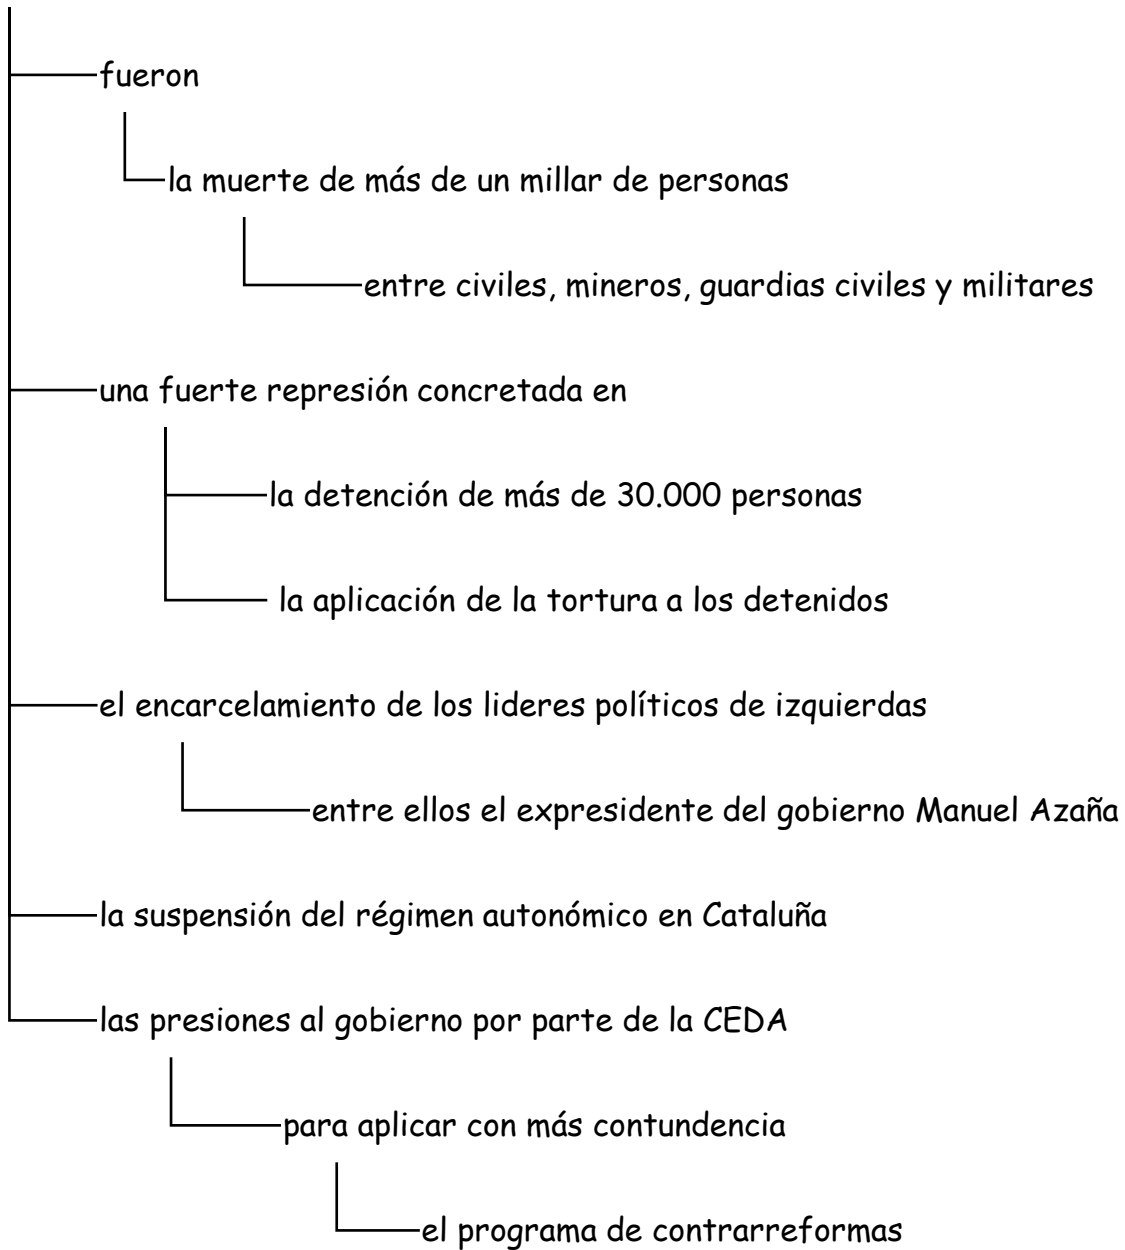 fueron
la muerte de más de un millar de personas
entre civiles, mineros, guardias civiles y militares
una fuerte represión concretada en
la detención de más de 30.000 personas
la aplicación de la tortura a los detenidos
el encarcelamiento de los lideres políticos de izquierdas
entre ellos el expresidente del gobierno Manuel Azaña
la suspensión del régimen autonómico en Cataluña
las presiones al gobierno por parte de la CEDA
para aplicar con más contundencia
el programa de contrarreformas